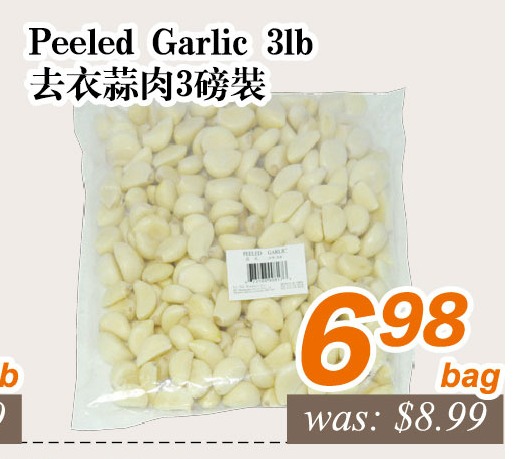 Peeled Garlic 3lb
去衣蒜肉3磅裝
PEELED GARLIC
6.98
b
bag
9
was: $8.99